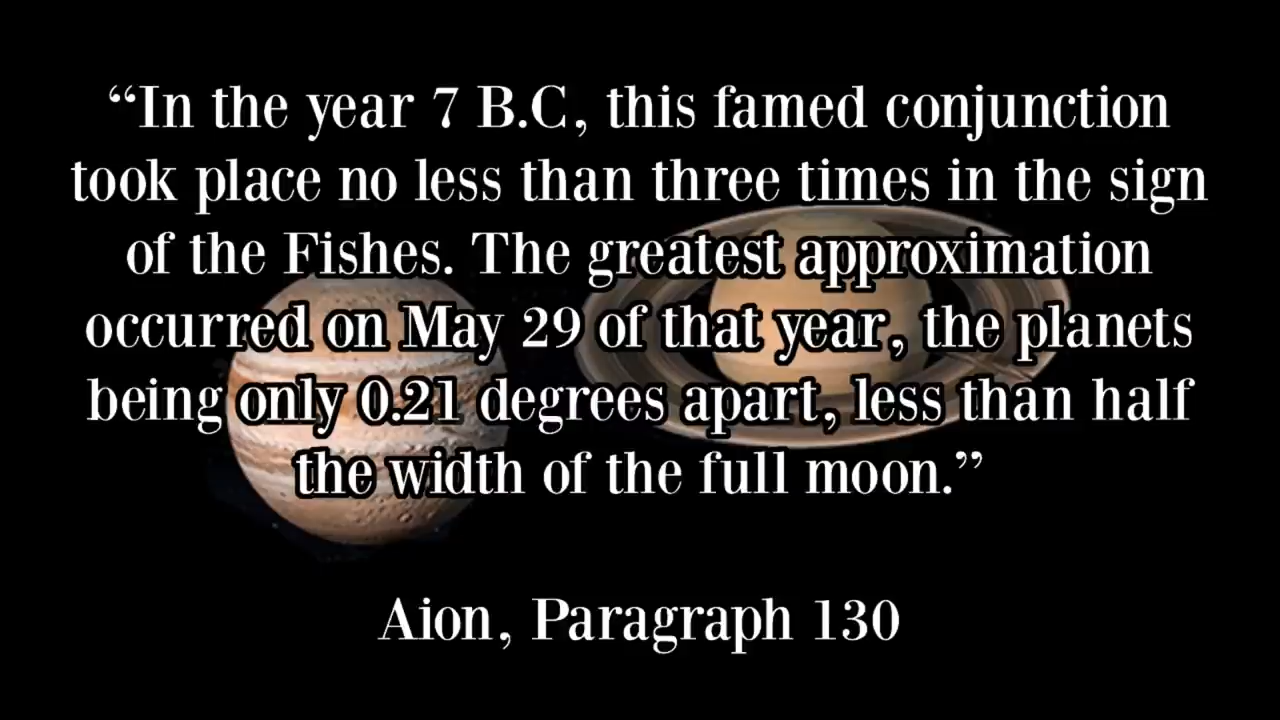 “In the year 7 B.C, this famed conjunction
took place no less than three times in the sign
of the Fishes. The greatest approximation
occurred on May 29 of that year, the planets
being only 0.21 degrees apart, less than half
the width of the full moon.”
Aion, Paragraph 130